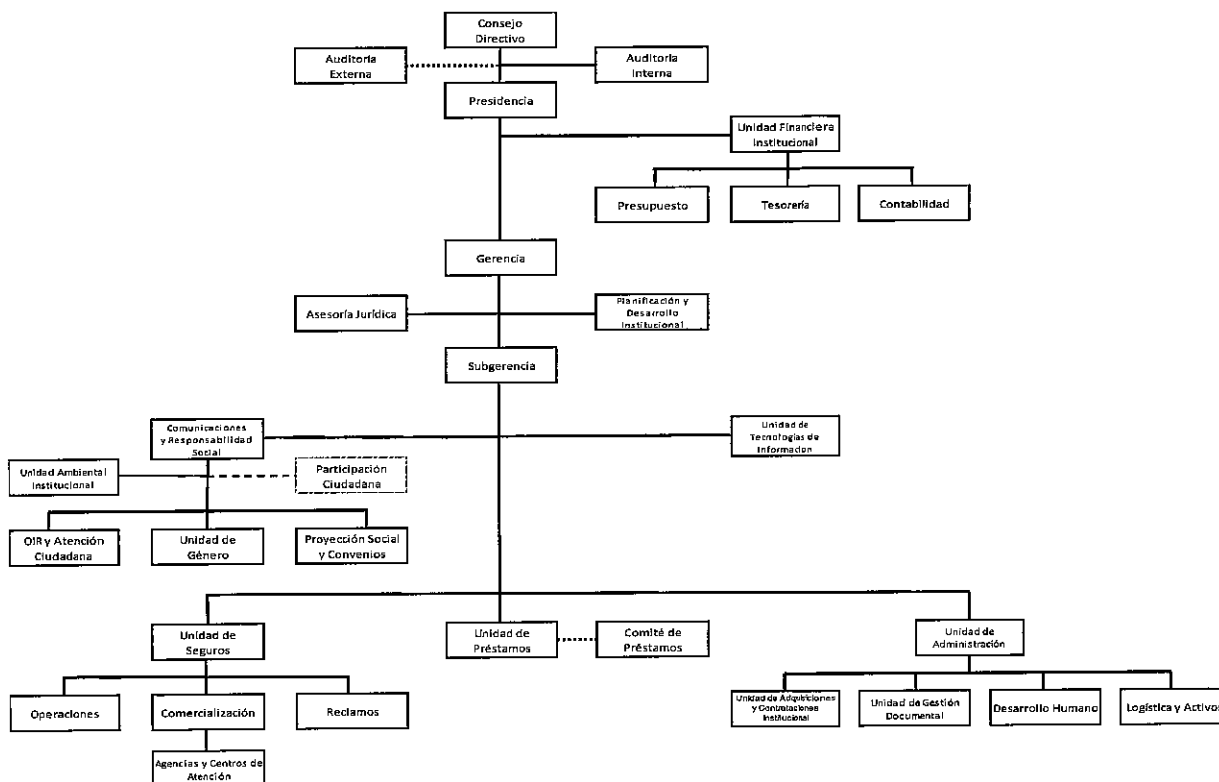 Consejo
Directivo
Auditoría
Externa
Auditoría
Interna
Presidencia
Unidad Financiera
Institucional
Presupuesto
Tesorería
Contabilidad
Gerencia
Asesoría Jurídica
Planificación y
Desarrollo
Institucional
Subgerencia
Comunicaciones
y Responsabilidad
Social
Unidad de
Tecnologías de
Informacion
Unidad Ambiental
Institucional
Participación
Ciudadana
OIR y Atención
Ciudadana
Unidad de
Género
Proyección Social
y Convenios
Unidad de
Seguros
Unidad de
Préstamos
Comité de
Préstamos
Unidad de
Administración
Operaciones
Comercialización
Reclamos
Unidad de Adquisiciones
y Contrataciones
Institucional
Unidad de Gestión
Documental
Desarrollo Humano
Logística y Activos
Agencias y Centros de
Atención